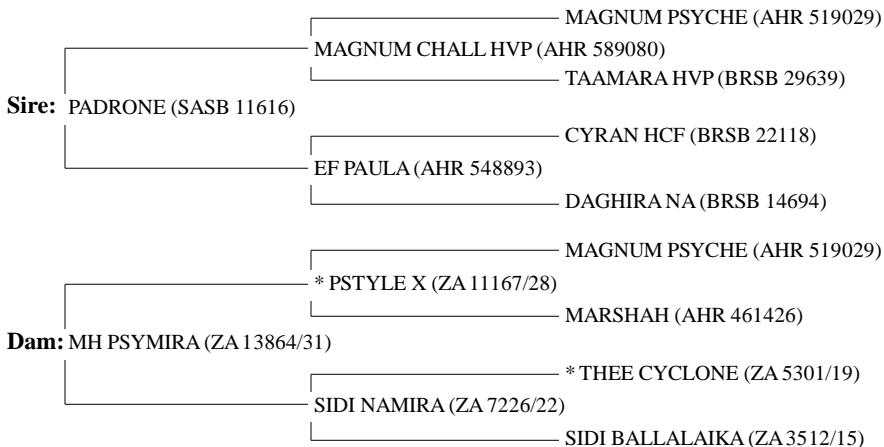 MAGNUM PSYCHE (AHR 519029)
MAGNUM CHALL HVP (AHR 589080)
TAAMARA HVP (BRSB 29639)
Sire: PADRONE (SASB 11616)
CYRAN HCF (BRSB 22118)
EF PAULA (AHR 548893)
DAGHIRA NA (BRSB 14694)
MAGNUM PSYCHE (AHR 519029)
* PSTYLE X (ZA 11167/28)
MARSHAH (AHR 461426)
Dam: MH PSYMIRA (ZA 13864/31)
* THEE CYCLONE (ZA 5301/19)
SIDI NAMIRA (ZA 7226/22)
SIDI BALLALAIKA (ZA 3512/15)